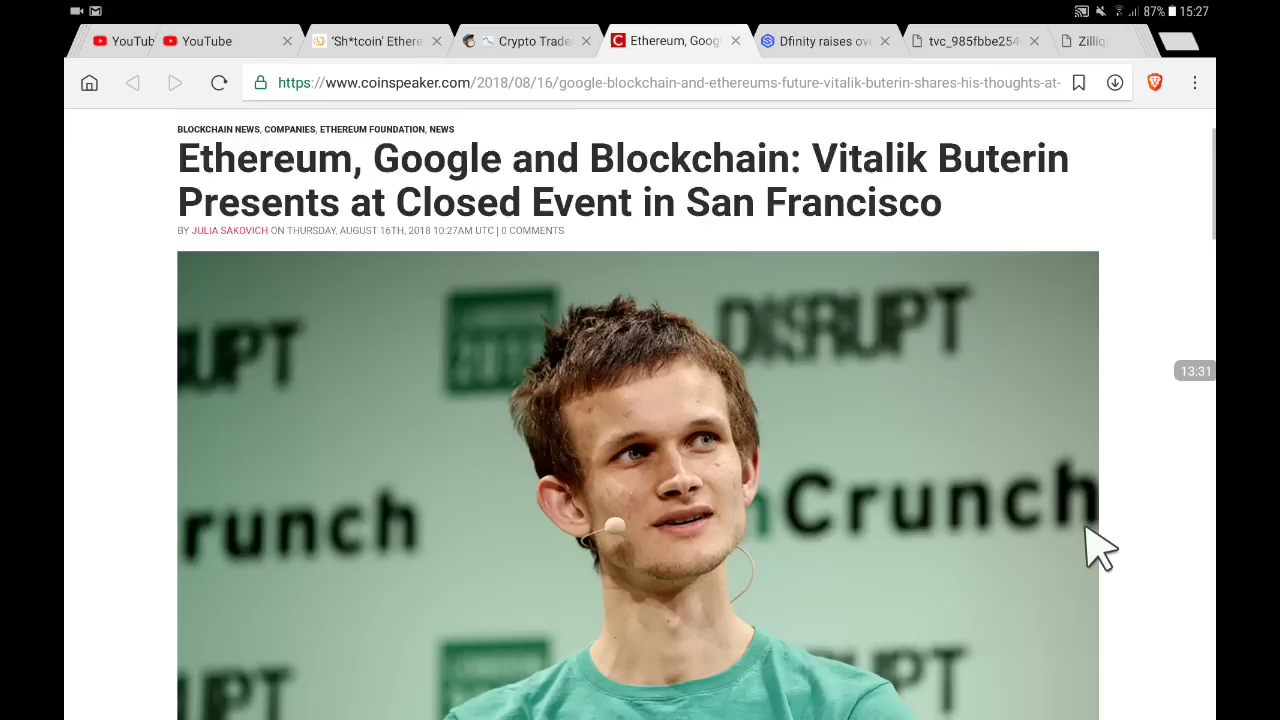 87% 15:27
YouTub
YouTube
'Sh*tcoin' Ethere
Crypto Trade
Ethereum, Goog
Dfinity raises ove
tvc_985fbbe254
Zilliq
https://www.coinspeaker.com/2018/08/16/google-blockchain-and-ethereums-future-vitalik-buterin-shares-his-thoughts-at-
BLOCKCHAIN NEWS, COMPANIES, ETHEREUM FOUNDATION, NEWS
Ethereum, Google and Blockchain: Vitalik Buterin
Presents at Closed Event in San Francisco
BY JULIA SAKOVICH ON THURSDAY, AUGUST 16TH, 2018 10:27AM UTC | 0 COMMENTS
RUPT
DISRUPT
13:31
runch
Crunch